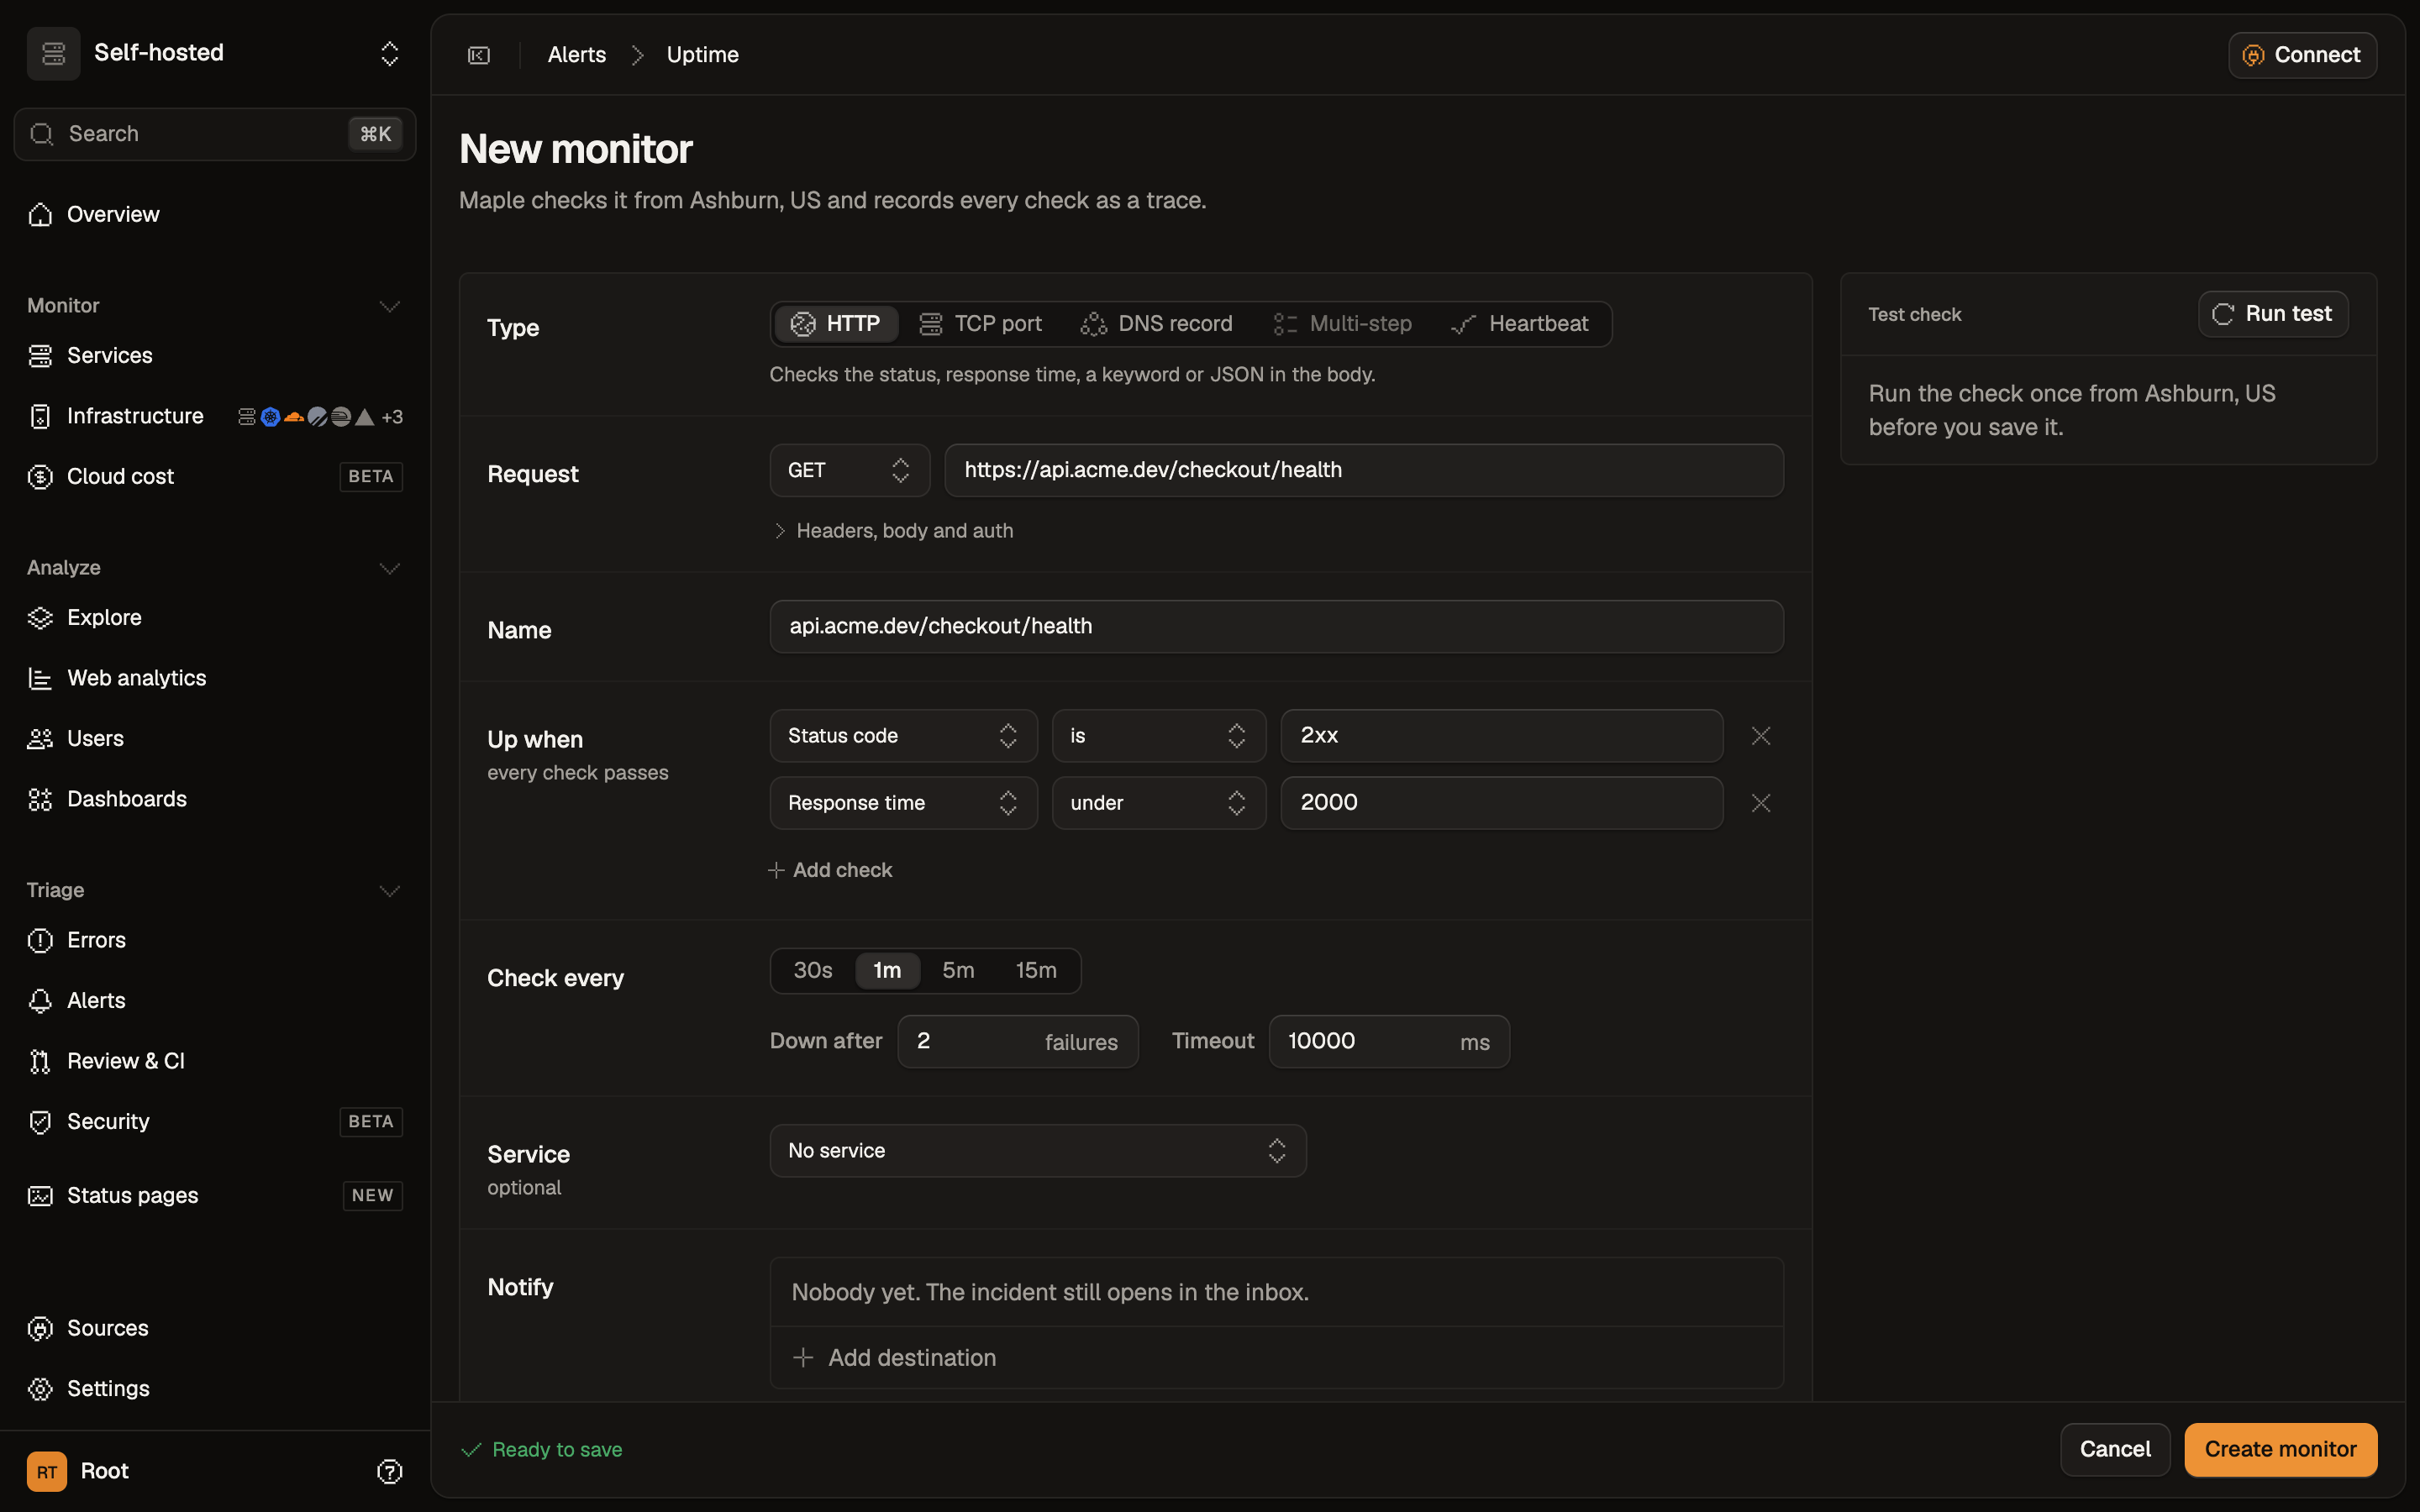 Self-hosted
Search ⌘K
Overview
Monitor
Services
Infrastructure +3
Cloud cost BETA
Analyze
Explore
Web analytics
Users
Dashboards
Triage
Errors
Alerts
Review & CI
Security BETA
Status pages NEW
Sources
Settings
RT Root
Alerts Uptime
Connect
New monitor
Maple checks it from Ashburn, US and records every check as a trace.
Type
HTTP TCP port DNS record Multi-step Heartbeat
Checks the status, response time, a keyword or JSON in the body.
Request
GET https://api.acme.dev/checkout/health
Headers, body and auth
Name
api.acme.dev/checkout/health
Up when
every check passes
Status code is 2xx
Response time under 2000
Add check
Check every
30s 1m 5m 15m
Down after 2 failures Timeout 10000 ms
Service
optional
No service
Notify
Nobody yet. The incident still opens in the inbox.
Add destination
Test check
Run test
Run the check once from Ashburn, US
before you save it.
Ready to save
Cancel
Create monitor